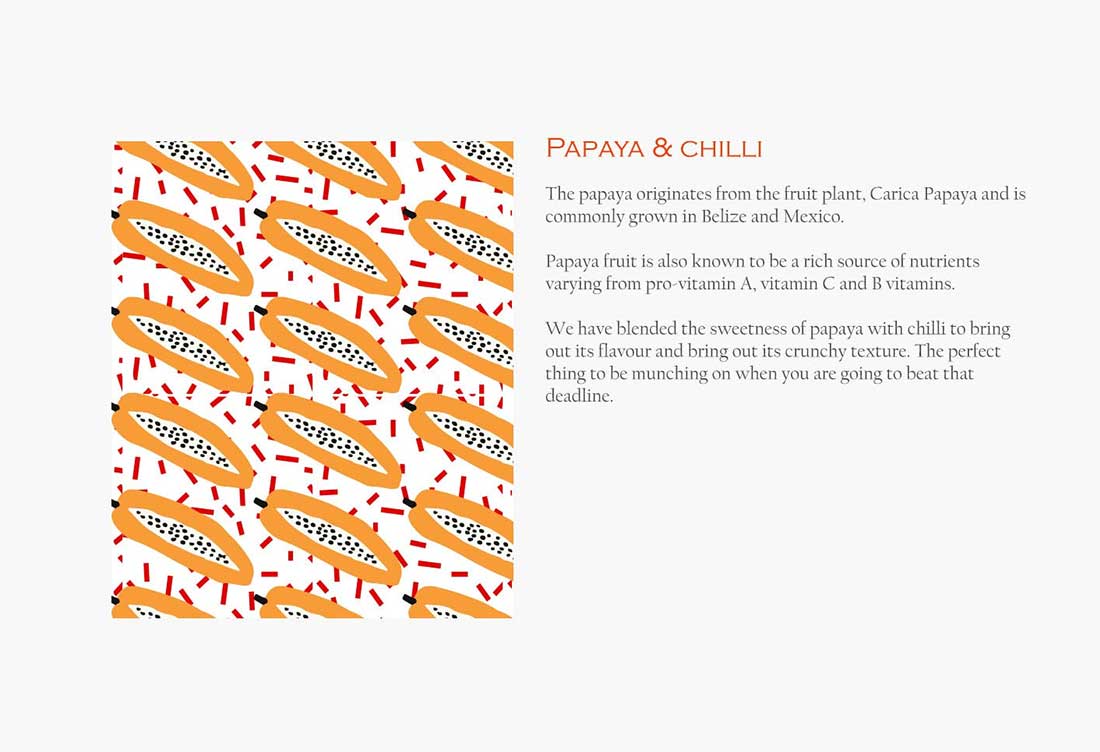 Papaya & chilli
The papaya originates from the fruit plant, Carica Papaya and is
commonly grown in Belize and Mexico.
Papaya fruit is also known to be a rich source of nutrients
varying from pro-vitamin A, vitamin C and B vitamins.
We have blended the sweetness of papaya with chilli to bring
out its flavour and bring out its crunchy texture. The perfect
thing to be munching on when you are going to beat that
deadline.